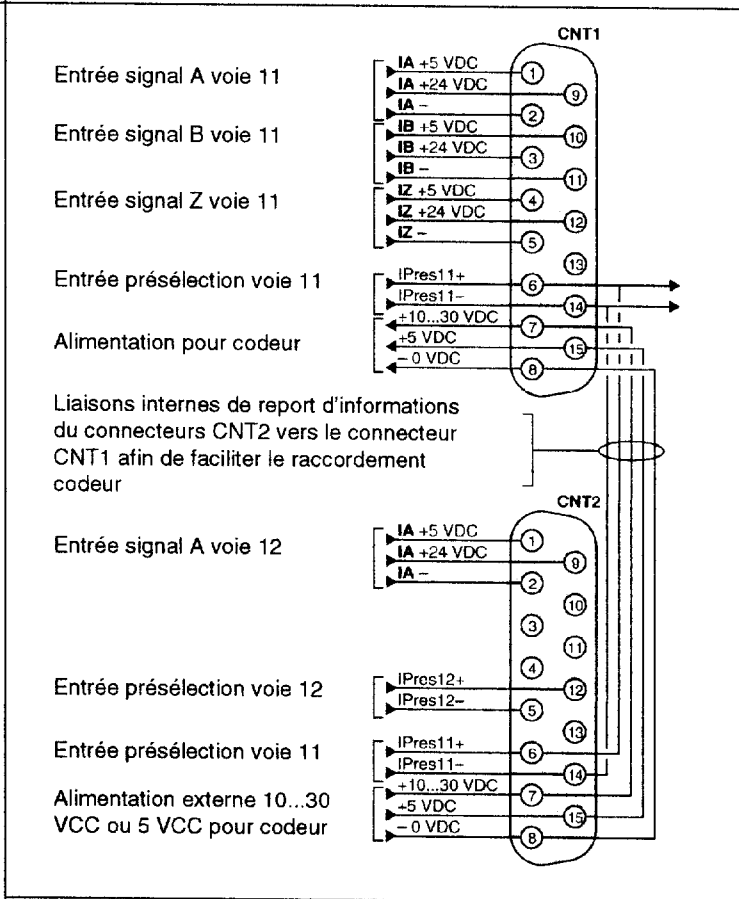 CNT1
Entrée signal A voie 11
IA +5 VDC
1
IA +24 VDC
9
IA –
2
Entrée signal B voie 11
IB +5 VDC
10
IB +24 VDC
3
IB –
11
Entrée signal Z voie 11
IZ +5 VDC
4
IZ +24 VDC
12
IZ –
5
13
Entrée présélection voie 11
IPres11+
6
IPres11–
14
Alimentation pour codeur
+10...30 VDC
7
+5 VDC
15
– 0 VDC
8
Liaisons internes de report d'informations
du connecteurs CNT2 vers le connecteur
CNT1 afin de faciliter le raccordement
codeur
CNT2
Entrée signal A voie 12
IA +5 VDC
1
IA +24 VDC
9
IA –
2
10
3
11
4
Entrée présélection voie 12
IPres12+
12
IPres12–
5
13
Entrée présélection voie 11
IPres11+
6
IPres11–
14
Alimentation externe 10...30
VCC ou 5 VCC pour codeur
+10...30 VDC
7
+5 VDC
15
– 0 VDC
8